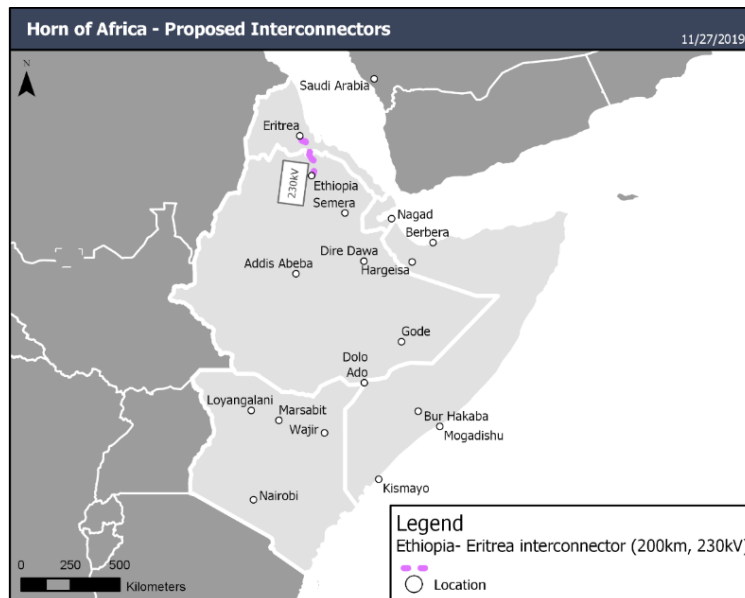 Horn of Africa - Proposed Interconnectors
11/27/2019
N
Saudi Arabia
Eritrea
230kV
Ethiopia
Semera
Nagad
Berbera
Dire Dawa
Hargeisa
Addis Abeba
Gode
Dolo
Ado
Loyangalani
Marsabit
Wajir
Bur Hakaba
Mogadishu
Kismayo
Nairobi
Legend
Ethiopia- Eritrea interconnector (200km, 230kV)
Location
0 250 500
Kilometers